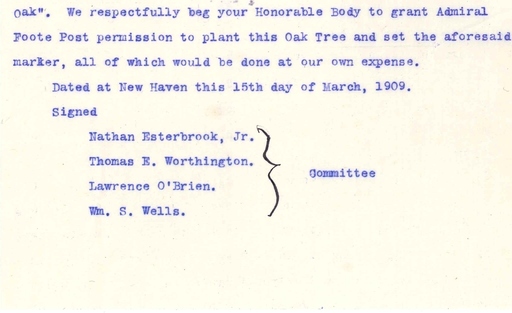 Oak". We respectfully beg your Honorable Body to grant Admiral
Foote Post permission to plant this Oak Tree and set the aforesaid
marker, all of which would be done at our own expense.
Dated at New Haven this 15th day of March, 1909.
Signed
Nathan Esterbrook, Jr.
Thomas E. Worthington.
Lawrence O'Brien.
Wm. S. Wells.
Committee